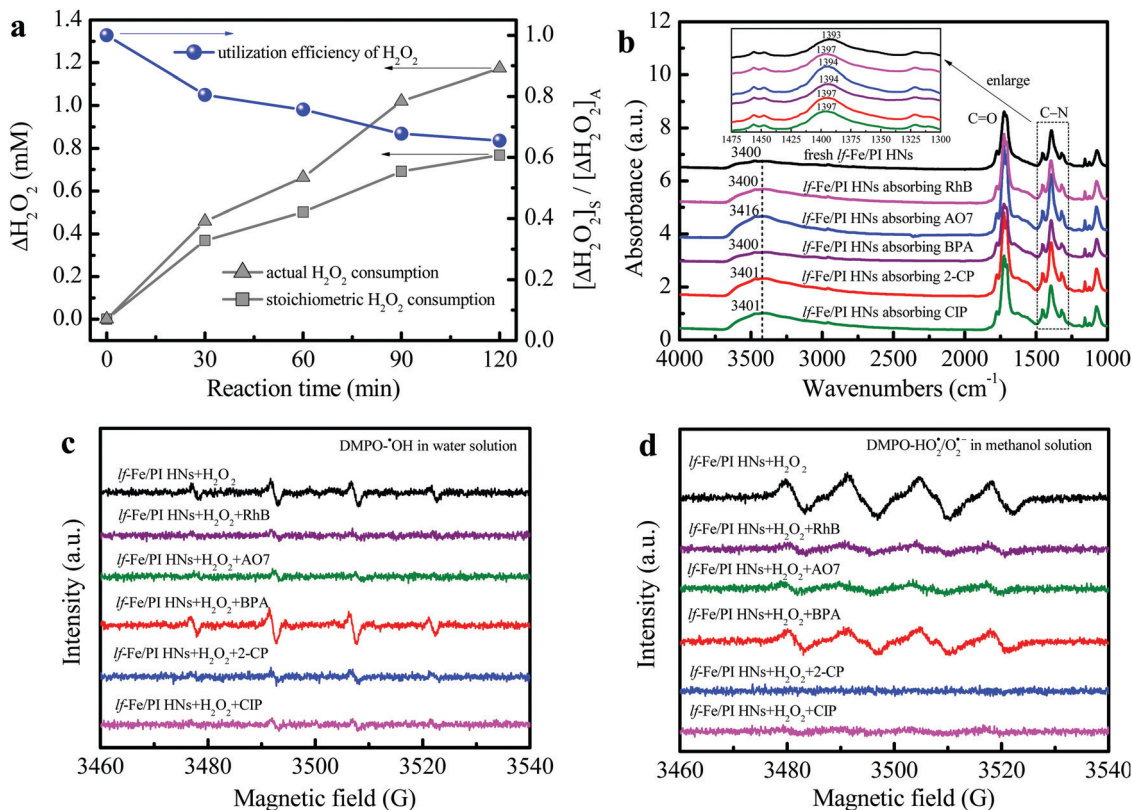 a
utilization efficiency of H₂O₂
actual H₂O₂ consumption
stoichiometric H₂O₂ consumption
ΔH₂O₂ (mM)
1.4
1.2
1.0
0.8
0.6
0.4
0.2
0.0
[ΔH₂O₂]S / [ΔH₂O₂]A
1.0
0.8
0.6
0.4
0.2
0.0
0 30 60 90 120
Reaction time (min)
b
1393
1397
1394
1394
1397
1397
1475 1450 1425 1400 1375 1350 1325 1300
enlarge
C=O
C–N
fresh lf-Fe/PI HNs
3400
lf-Fe/PI HNs absorbing RhB
3400
lf-Fe/PI HNs absorbing AO7
3416
lf-Fe/PI HNs absorbing BPA
3400
lf-Fe/PI HNs absorbing 2-CP
3401
lf-Fe/PI HNs absorbing CIP
3401
Absorbance (a.u.)
12
10
8
6
4
2
0
4000 3500 3000 2500 2000 1500 1000
Wavenumbers (cm⁻¹)
c
DMPO-•OH in water solution
lf-Fe/PI HNs+H₂O₂
lf-Fe/PI HNs+H₂O₂+RhB
lf-Fe/PI HNs+H₂O₂+AO7
lf-Fe/PI HNs+H₂O₂+BPA
lf-Fe/PI HNs+H₂O₂+2-CP
lf-Fe/PI HNs+H₂O₂+CIP
Intensity (a.u.)
3460 3480 3500 3520 3540
Magnetic field (G)
d
DMPO-HO₂•/O₂•⁻ in methanol solution
lf-Fe/PI HNs+H₂O₂
lf-Fe/PI HNs+H₂O₂+RhB
lf-Fe/PI HNs+H₂O₂+AO7
lf-Fe/PI HNs+H₂O₂+BPA
lf-Fe/PI HNs+H₂O₂+2-CP
lf-Fe/PI HNs+H₂O₂+CIP
Intensity (a.u.)
3460 3480 3500 3520 3540
Magnetic field (G)